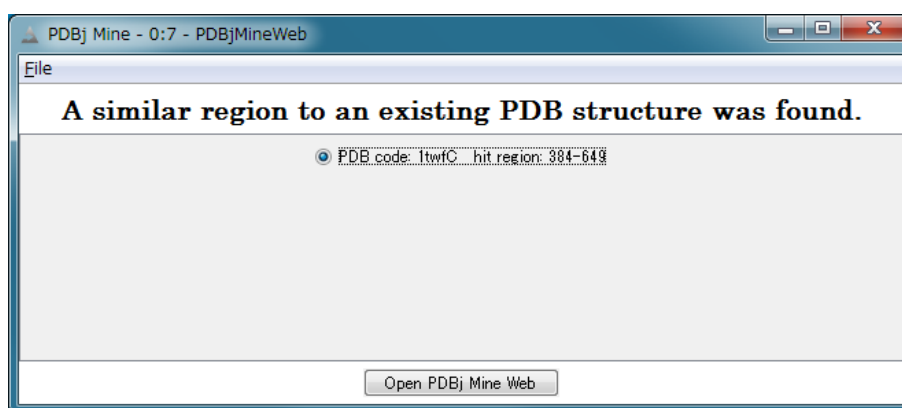 PDBj Mine - 0:7 - PDBjMineWeb
File
A similar region to an existing PDB structure was found.
PDB code: 1twfC hit region: 384-649
Open PDBj Mine Web